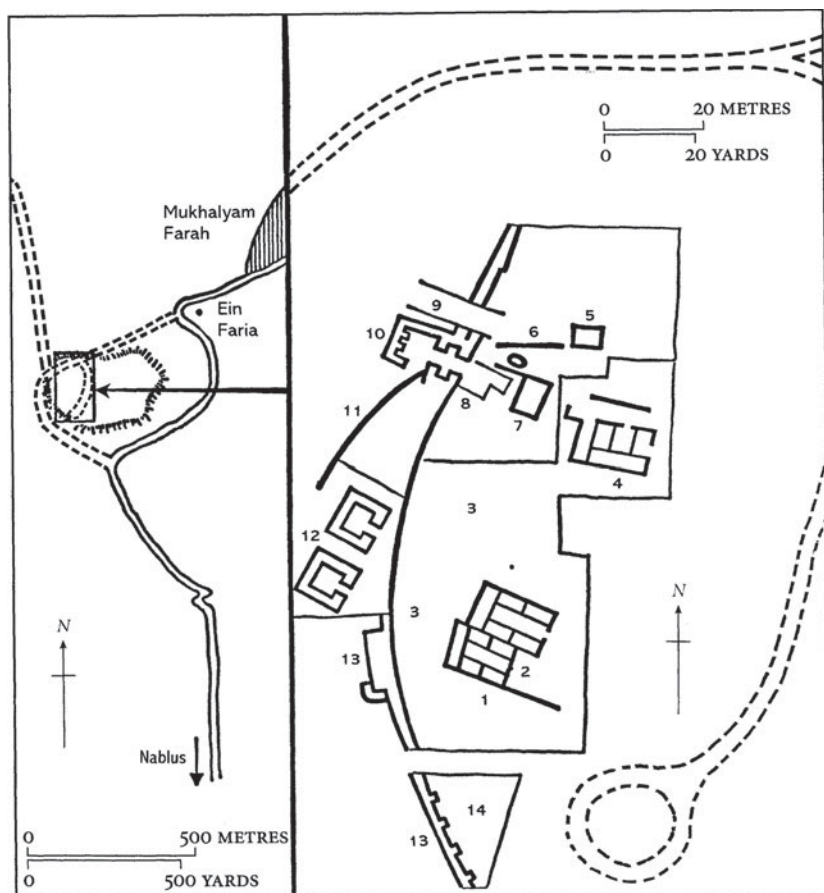 Mukhalyam
Farah
Ein
Faria
N
Nablus
0 500 METRES
0 500 YARDS
0 20 METRES
0 20 YARDS
9
5
6
10
8
7
11
4
3
12
3
13
2
1
N
14
13